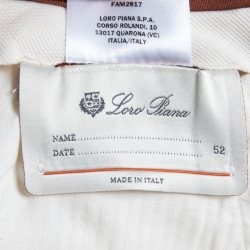 FAM2817
LORO PIANA S.P.A.
CORSO ROLANDI, 10
13017 QUARONA (VC)
ITALIA/ITALY
Loro Piana
NAME
DATE 52
MADE IN ITALY